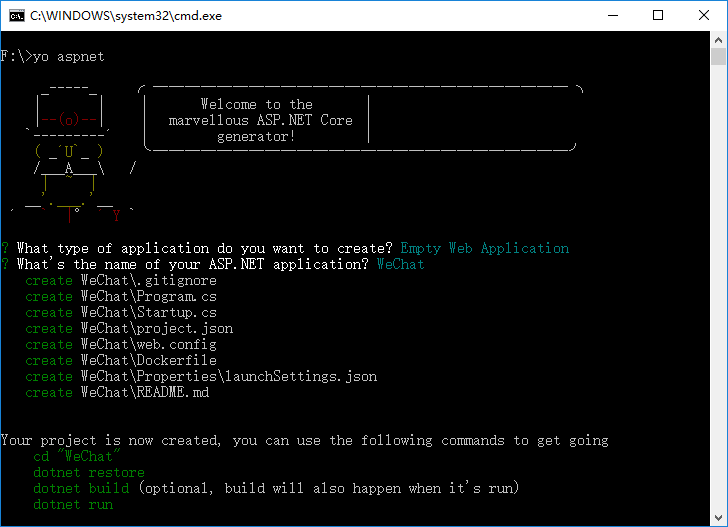 C:\WINDOWS\system32\cmd.exe
F:\>yo aspnet
Welcome to the
marvellous ASP.NET Core
generator!
? What type of application do you want to create? Empty Web Application
? What's the name of your ASP.NET application? WeChat
create WeChat\.gitignore
create WeChat\Program.cs
create WeChat\Startup.cs
create WeChat\project.json
create WeChat\web.config
create WeChat\Dockerfile
create WeChat\Properties\launchSettings.json
create WeChat\README.md
Your project is now created, you can use the following commands to get going
cd "WeChat"
dotnet restore
dotnet build (optional, build will also happen when it's run)
dotnet run